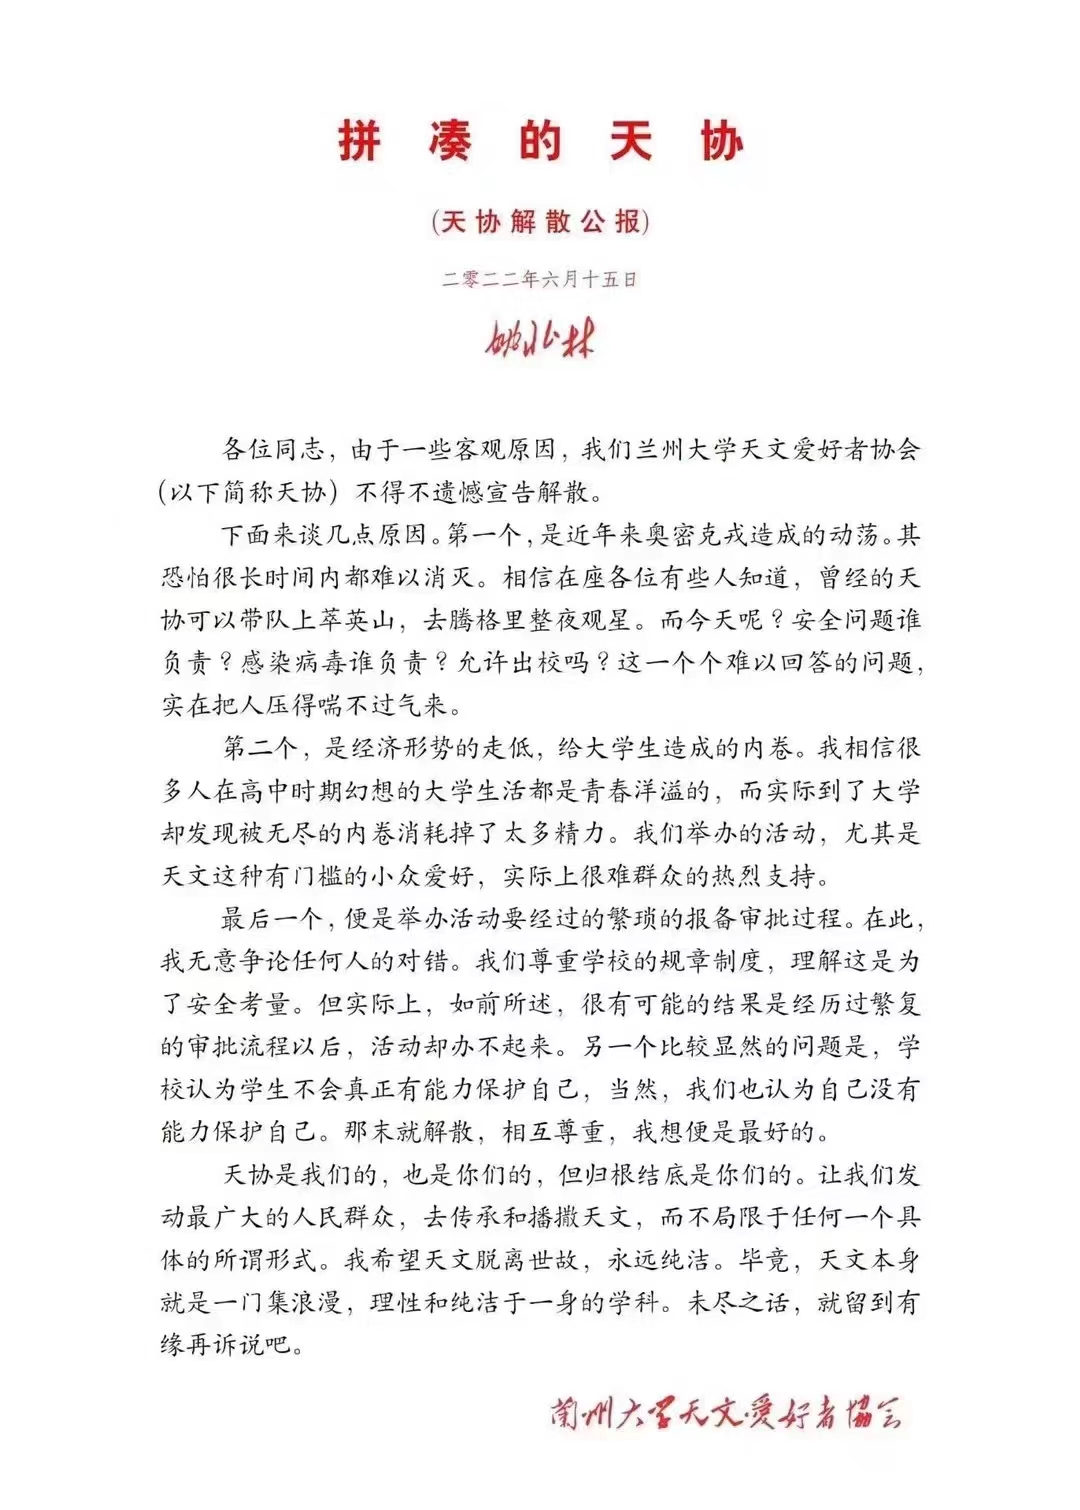 拼凑的天协
(天协解散公报)
二零二二年六月十五日
各位同志，由于一些客观原因，我们兰州大学天文爱好者协会
（以下简称天协）不得不遗憾宣告解散。
下面来谈几点原因。第一个，是近年来奥密克戎造成的动荡。其
恐怕很长时间内都难以消灭。相信在座各位有些人知道，曾经的天
协可以带队上萃英山，去腾格里整夜观星。而今天呢？安全问题谁
负责？感染病毒谁负责？允许出校吗？这一个个难以回答的问题，
实在把人压得喘不过气来。
第二个，是经济形势的走低，给大学生造成的内卷。我相信很
多人在高中时期幻想的大学生活都是青春洋溢的，而实际到了大学
却发现被无尽的内卷消耗掉了太多精力。我们举办的活动，尤其是
天文这种有门槛的小众爱好，实际上很难群众的热烈支持。
最后一个，便是举办活动要经过的繁琐的报备审批过程。在此，
我无意争论任何人的对错。我们尊重学校的规章制度，理解这是为
了安全考量。但实际上，如前所述，很有可能的结果是经历过繁复
的审批流程以后，活动却办不起来。另一个比较显然的问题是，学
校认为学生不会真正有能力保护自己，当然，我们也认为自己没有
能力保护自己。那末就解散，相互尊重，我想便是最好的。
天协是我们的，也是你们的，但归根结底是你们的。让我们发
动最广大的人民群众，去传承和播撒天文，而不局限于任何一个具
体的所谓形式。我希望天文脱离世故，永远纯洁。毕竟，天文本身
就是一门集浪漫，理性和纯洁于一身的学科。未尽之话，就留到有
缘再诉说吧。
蘭州大学天文愛好者協会